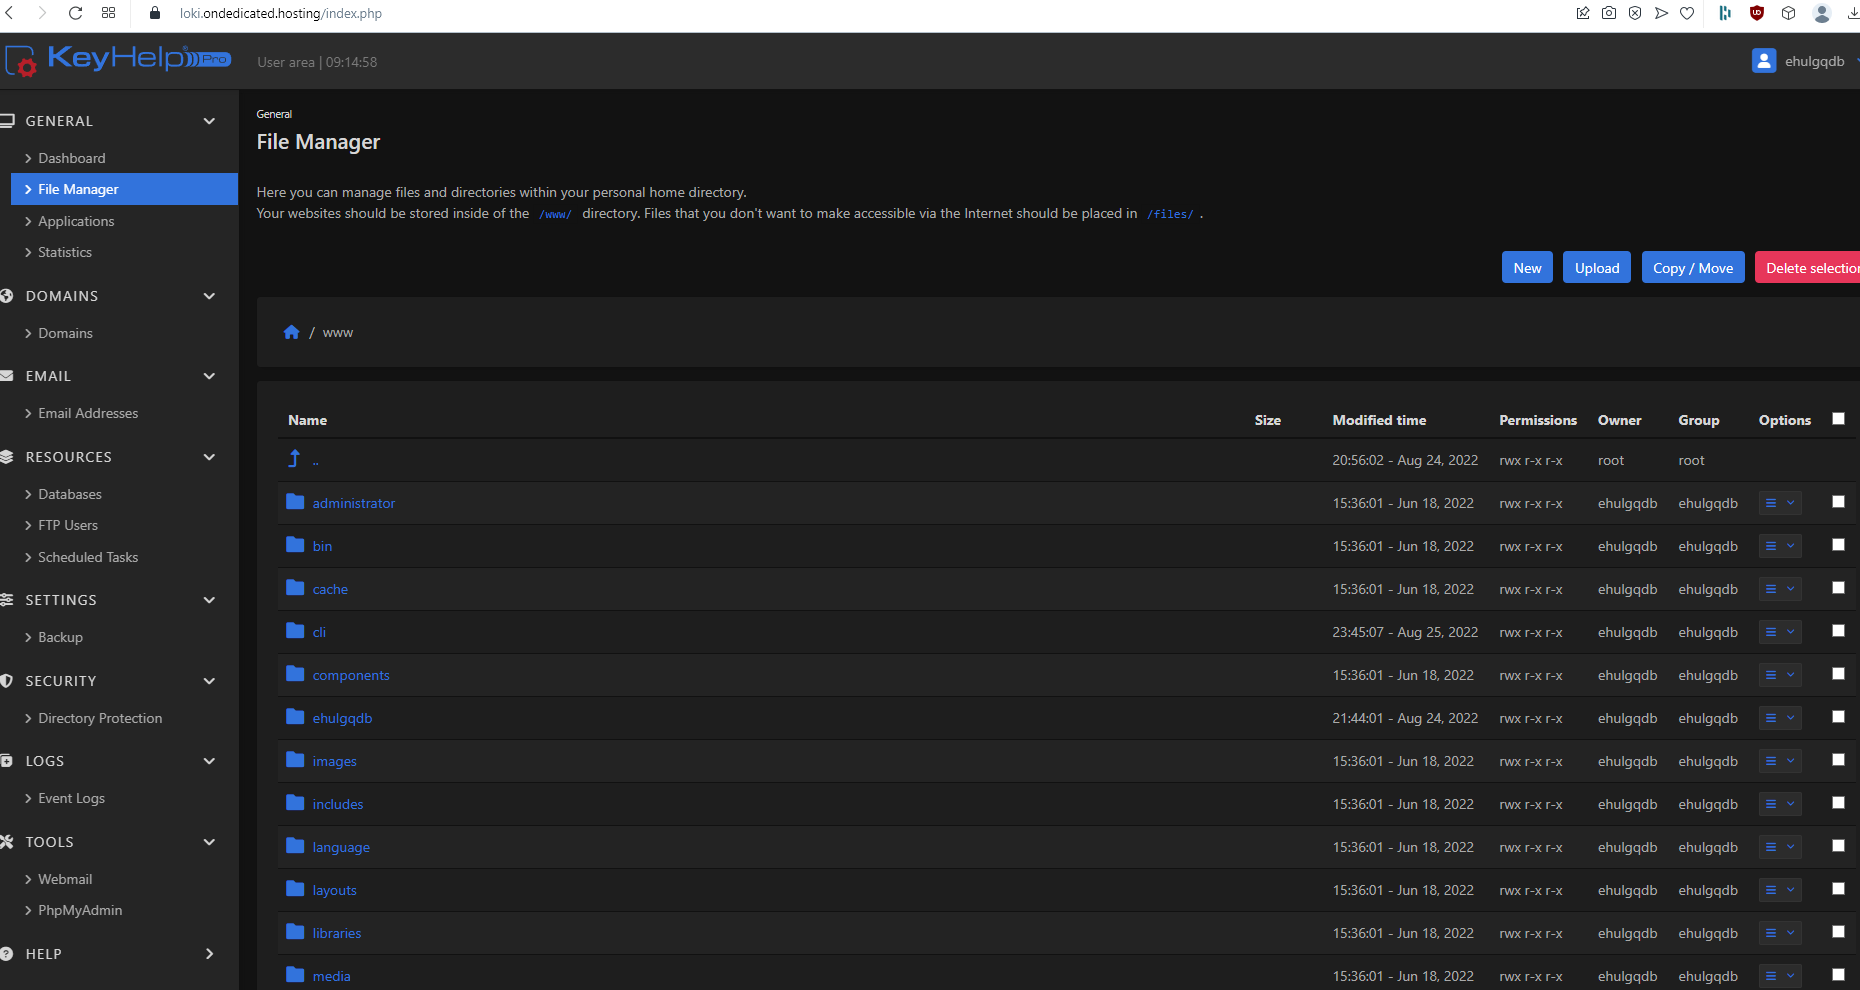 loki.ondedicated.hosting/index.php
KeyHelp Pro
User area | 09:14:58
ehulgqdb
GENERAL
Dashboard
File Manager
Applications
Statistics
DOMAINS
Domains
EMAIL
Email Addresses
RESOURCES
Databases
FTP Users
Scheduled Tasks
SETTINGS
Backup
SECURITY
Directory Protection
LOGS
Event Logs
TOOLS
Webmail
PhpMyAdmin
HELP
General
File Manager
Here you can manage files and directories within your personal home directory.
Your websites should be stored inside of the /www/ directory. Files that you don't want to make accessible via the Internet should be placed in /files/ .
New Upload Copy / Move Delete selection
/ www
Name Size Modified time Permissions Owner Group Options
.. 20:56:02 - Aug 24, 2022 rwx r-x r-x root root
administrator 15:36:01 - Jun 18, 2022 rwx r-x r-x ehulgqdb ehulgqdb
bin 15:36:01 - Jun 18, 2022 rwx r-x r-x ehulgqdb ehulgqdb
cache 15:36:01 - Jun 18, 2022 rwx r-x r-x ehulgqdb ehulgqdb
cli 23:45:07 - Aug 25, 2022 rwx r-x r-x ehulgqdb ehulgqdb
components 15:36:01 - Jun 18, 2022 rwx r-x r-x ehulgqdb ehulgqdb
ehulgqdb 21:44:01 - Aug 24, 2022 rwx r-x r-x ehulgqdb ehulgqdb
images 15:36:01 - Jun 18, 2022 rwx r-x r-x ehulgqdb ehulgqdb
includes 15:36:01 - Jun 18, 2022 rwx r-x r-x ehulgqdb ehulgqdb
language 15:36:01 - Jun 18, 2022 rwx r-x r-x ehulgqdb ehulgqdb
layouts 15:36:01 - Jun 18, 2022 rwx r-x r-x ehulgqdb ehulgqdb
libraries 15:36:01 - Jun 18, 2022 rwx r-x r-x ehulgqdb ehulgqdb
media 15:36:01 - Jun 18, 2022 rwx r-x r-x ehulgqdb ehulgqdb